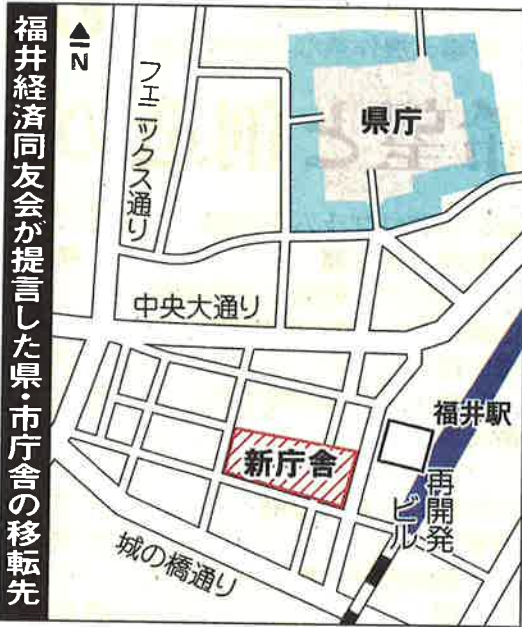 福井経済同友会が提言した県・市庁舎の移転先
N
フェニックス通り
県庁
中央大通り
福井駅
新庁舎
再開発
ビル
城の橋通り